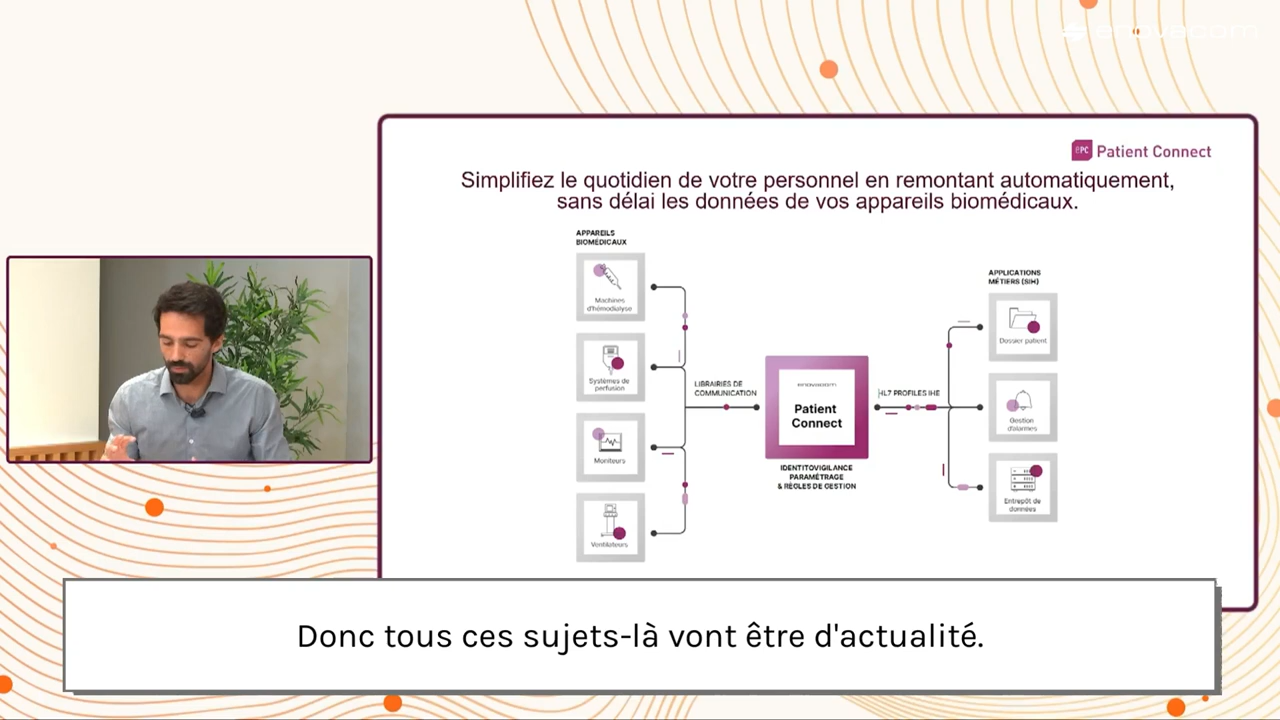 enovacom
PC Patient Connect
Simplifiez le quotidien de votre personnel en remontant automatiquement,
sans délai les données de vos appareils biomédicaux.
APPAREILS
BIOMÉDICAUX
Machines
d'hémodialyse
Systèmes de
perfusion
Moniteurs
Ventilateurs
LIBRAIRIES DE
COMMUNICATION
enovacom
Patient
Connect
IDENTITOVIGILANCE
PARAMÉTRAGE
& RÈGLES DE GESTION
HL7 PROFILES IHE
APPLICATIONS
MÉTIERS (SIH)
Dossier patient
Gestion
d'alarmes
Entrepôt de
données
Donc tous ces sujets-là vont être d'actualité.